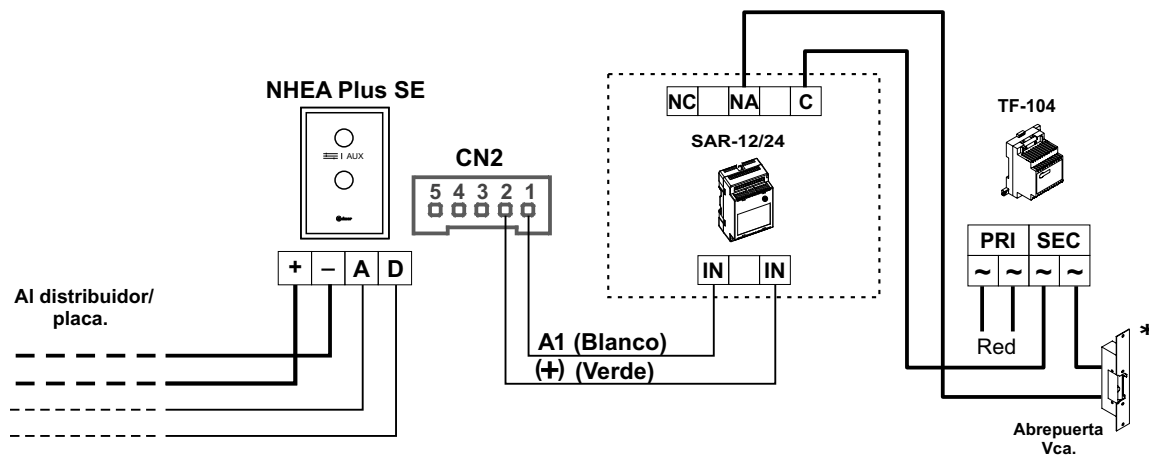 NHEA Plus SE
I AUX
+ – A D
Al distribuidor/
placa.
CN2
5 4 3 2 1
A1 (Blanco)
(+) (Verde)
NC NA C
SAR-12/24
IN IN
TF-104
PRI SEC
~ ~ ~ ~
Red
*
Abrepuerta
Vca.